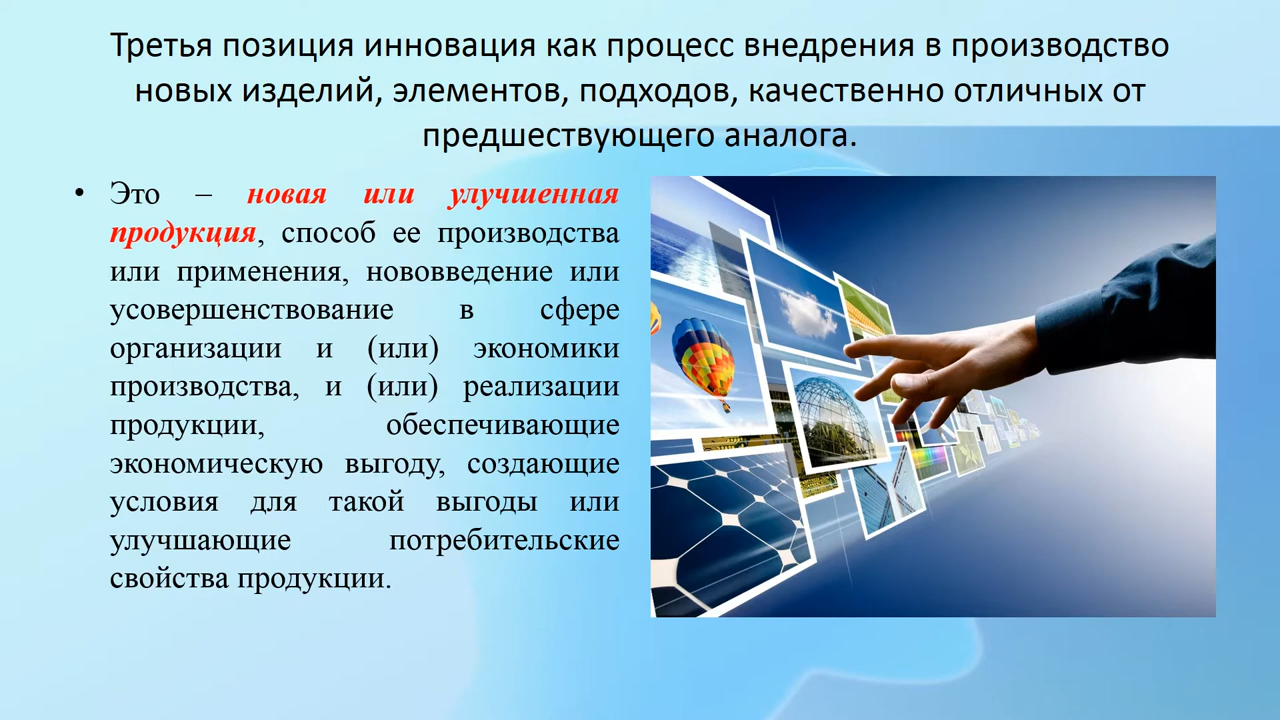 Третья позиция инновация как процесс внедрения в производство
новых изделий, элементов, подходов, качественно отличных от
предшествующего аналога.
• Это – новая или улучшенная
продукция, способ ее производства
или применения, нововведение или
усовершенствование в сфере
организации и (или) экономики
производства, и (или) реализации
продукции, обеспечивающие
экономическую выгоду, создающие
условия для такой выгоды или
улучшающие потребительские
свойства продукции.